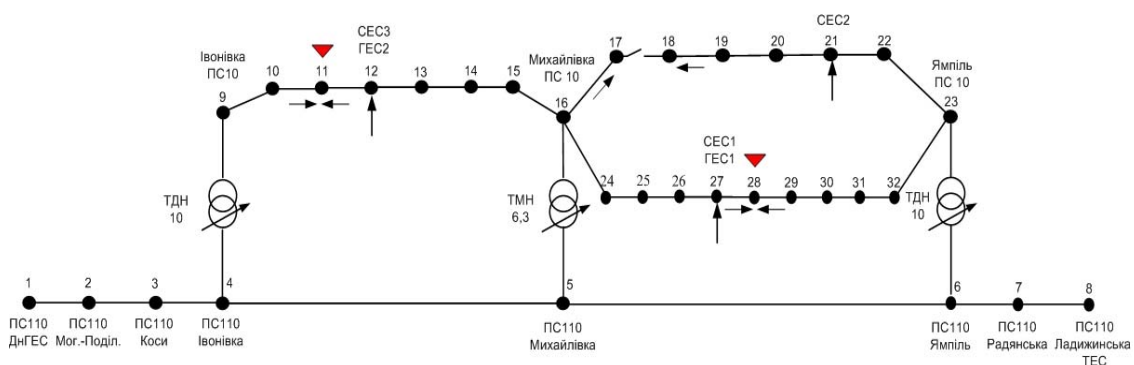 СЕС3
ГЕС2
Івонівка
ПС10
10
11
12
13
14
15
9
Михайлівка
ПС 10
16
17
18
19
20
СЕС2
21
22
Ямпіль
ПС 10
23
СЕС1
ГЕС1
24
25
26
27
28
29
30
31
32
ТДН
10
ТМН
6,3
ТДН
10
1
2
3
4
5
6
7
8
ПС110
ДнГЕС
ПС110
Мог.-Поділ.
ПС110
Коси
ПС110
Івонівка
ПС110
Михайлівка
ПС110
Ямпіль
ПС110
Радянська
ПС110
Ладижинська
ТЕС